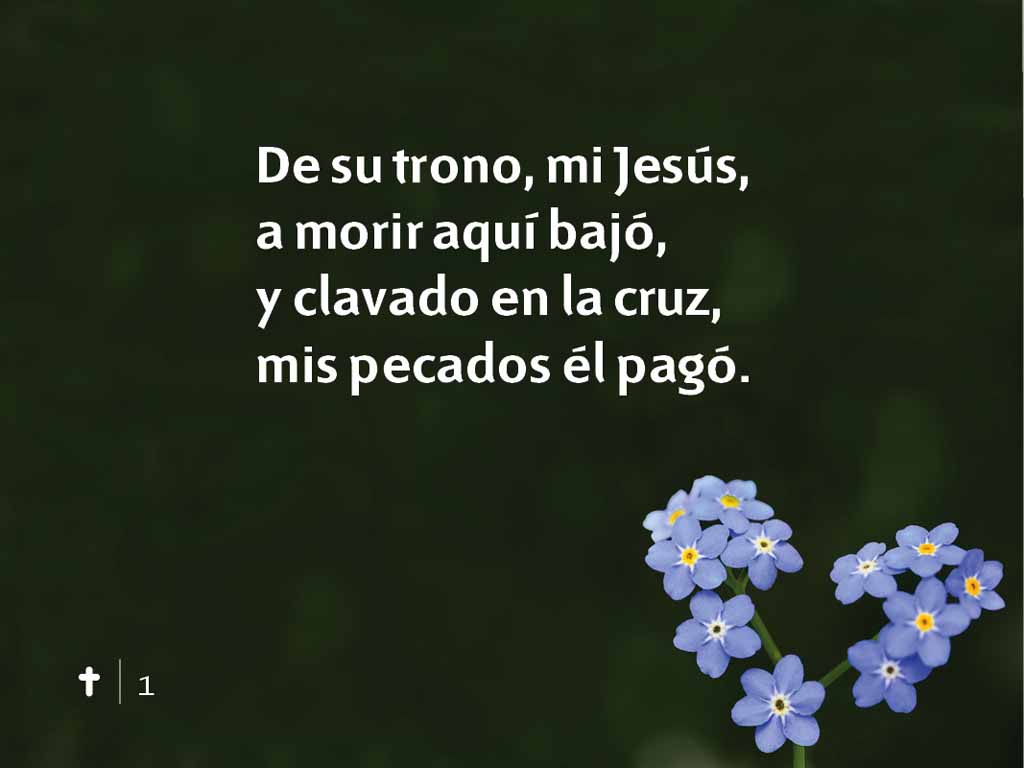 De su trono, mi Jesús,
a morir aquí bajó,
y clavado en la cruz,
mis pecados él pagó.
1